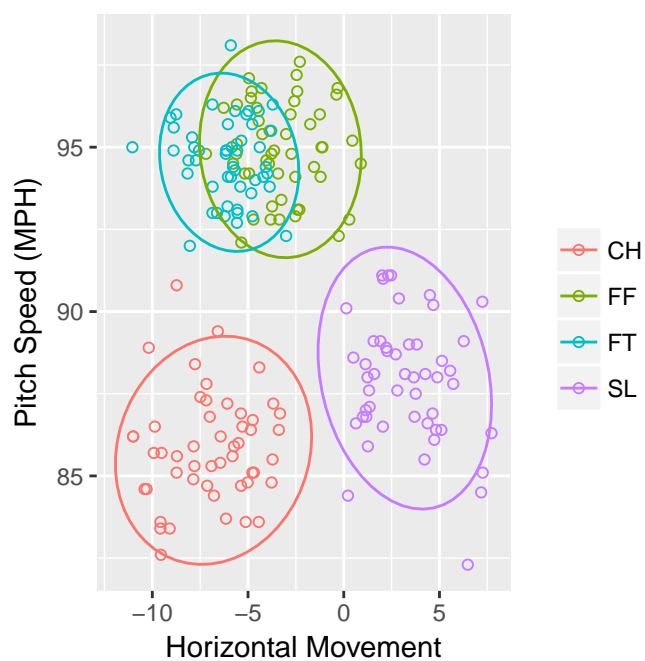 Pitch Speed (MPH)
95
90
85
−10
−5
0
5
Horizontal Movement
CH
FF
FT
SL